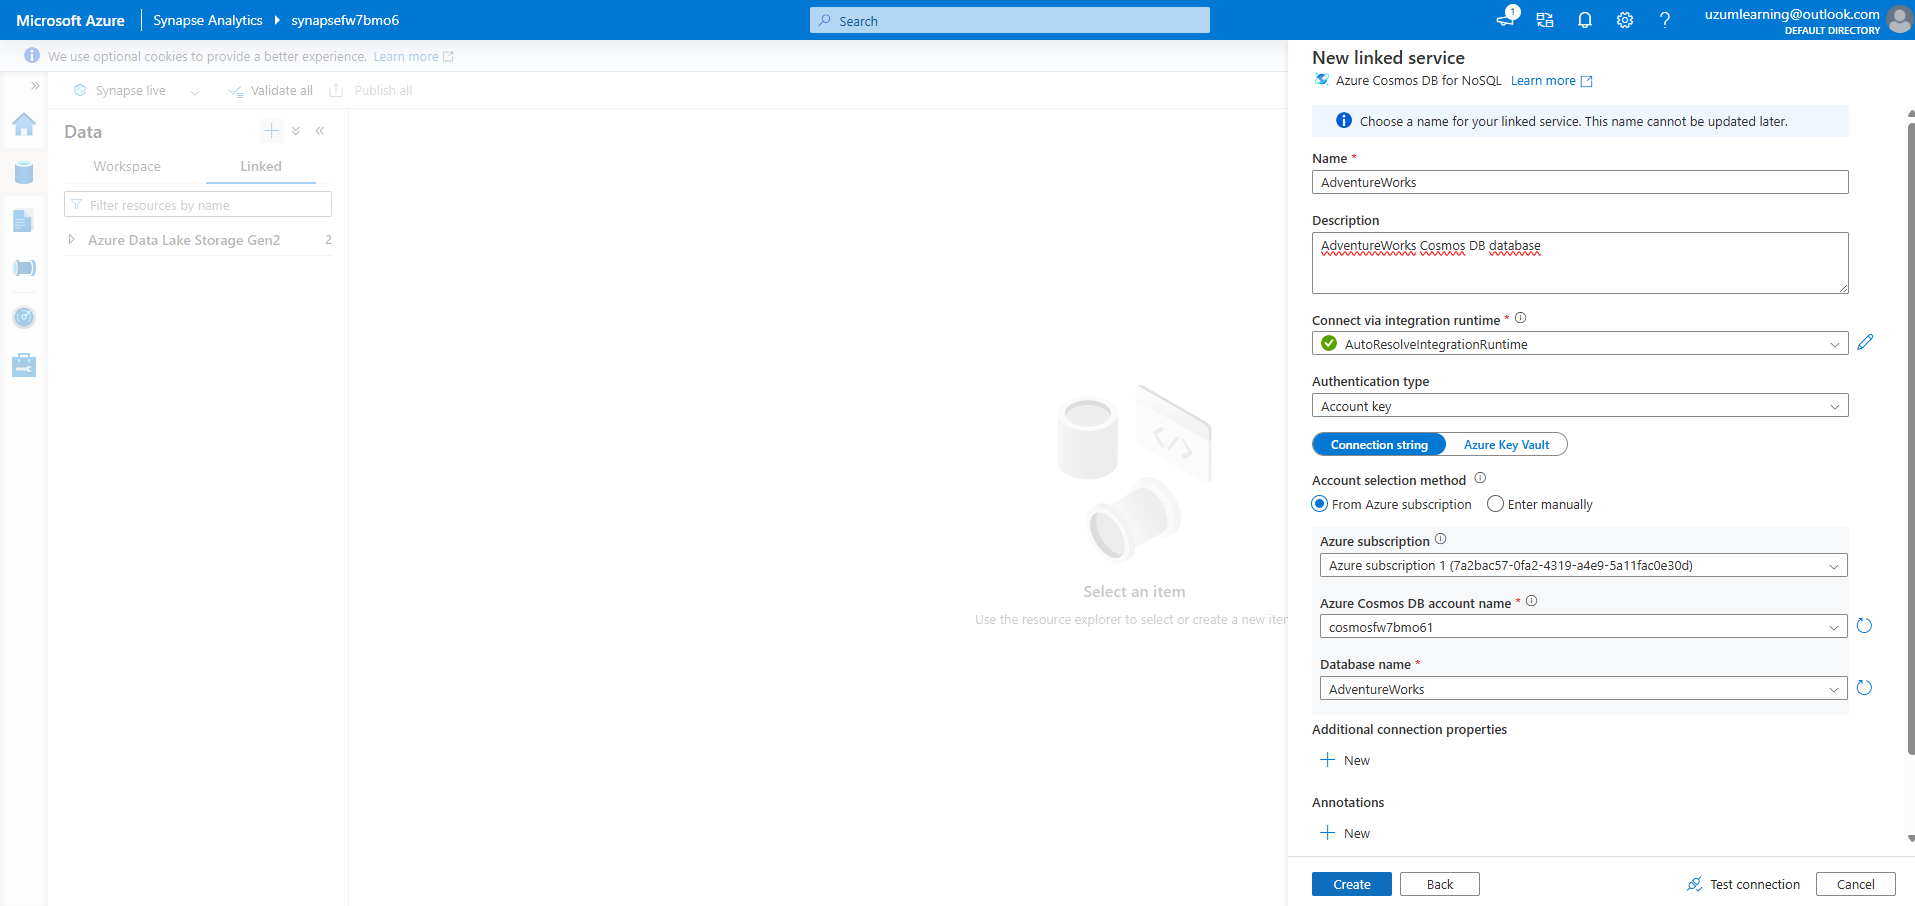 Microsoft Azure
Synapse Analytics
synapsefw7bmo6
Search
1
uzumlearning@outlook.com
DEFAULT DIRECTORY
We use optional cookies to provide a better experience. Learn more
Synapse live
Validate all
Publish all
Data
Workspace
Linked
Filter resources by name
Azure Data Lake Storage Gen2 2
Select an item
Use the resource explorer to select or create a new iter
New linked service
Azure Cosmos DB for NoSQL Learn more
Choose a name for your linked service. This name cannot be updated later.
Name *
AdventureWorks
Description
AdventureWorks Cosmos DB database
Connect via integration runtime *
AutoResolveIntegrationRuntime
Authentication type
Account key
Connection string
Azure Key Vault
Account selection method
From Azure subscription
Enter manually
Azure subscription
Azure subscription 1 (7a2bac57-0fa2-4319-a4e9-5a11fac0e30d)
Azure Cosmos DB account name *
cosmosfw7bmo61
Database name *
AdventureWorks
Additional connection properties
New
Annotations
New
Create
Back
Test connection
Cancel